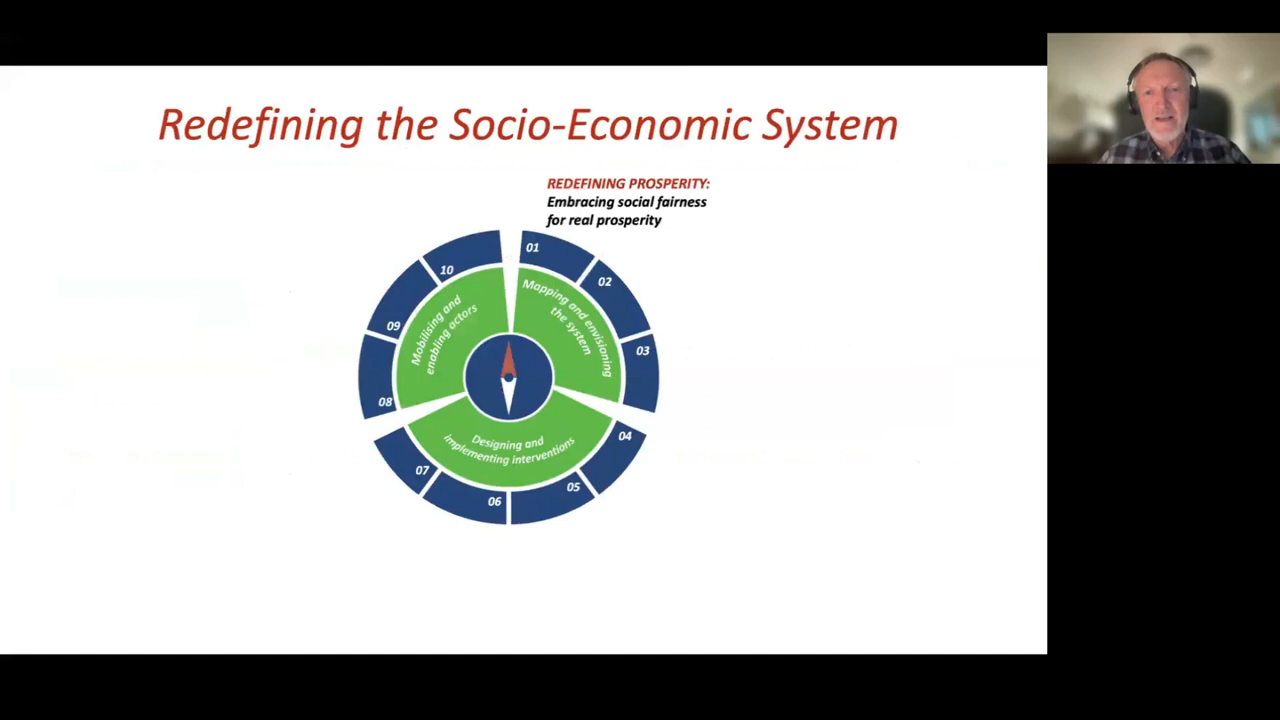 Redefining the Socio-Economic System
REDEFINING PROSPERITY:
Embracing social fairness
for real prosperity
01
02
03
04
05
06
07
08
09
10
Mapping and envisioning
the system
Designing and
implementing interventions
Mobilising and
enabling actors